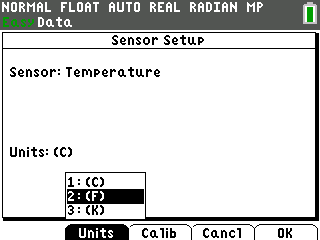 NORMAL FLOAT AUTO REAL RADIAN MP
EasyData
Sensor Setup
Sensor: Temperature
Units: (C)
1: (C)
2: (F)
3: (K)
Units Calib Cancl OK